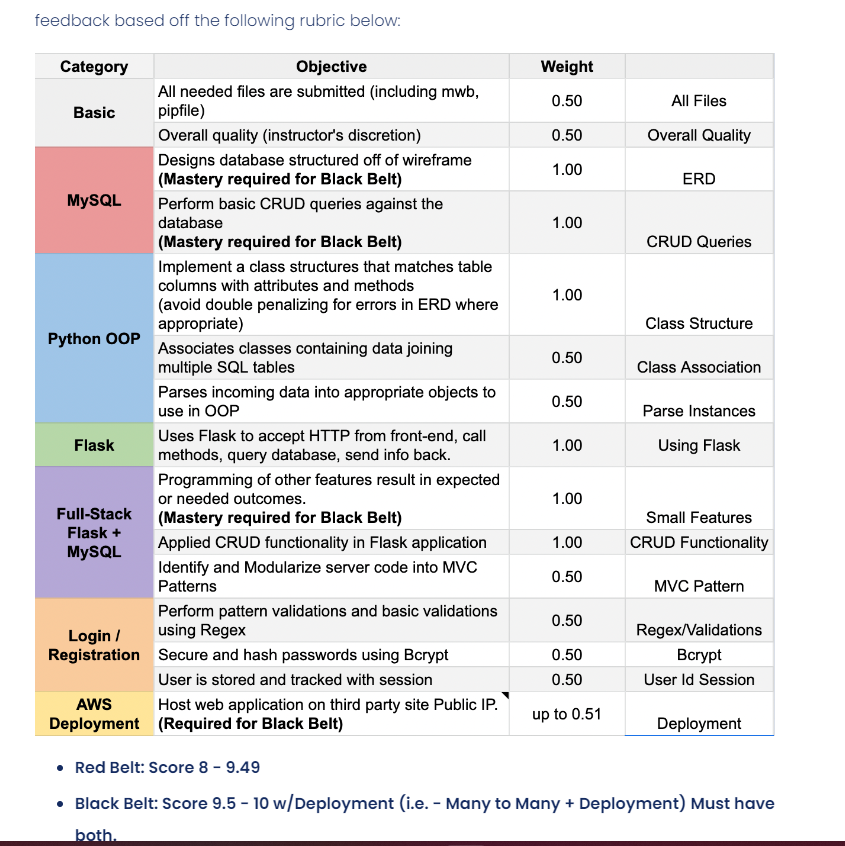 feedback based off the following rubric below:
Category Objective Weight
Basic
All needed files are submitted (including mwb,
pipfile)
0.50
All Files
Overall quality (instructor's discretion) 0.50 Overall Quality
MySQL
Designs database structured off of wireframe
(Mastery required for Black Belt)
1.00
ERD
Perform basic CRUD queries against the
database
(Mastery required for Black Belt)
1.00
CRUD Queries
Python OOP
Implement a class structures that matches table
columns with attributes and methods
(avoid double penalizing for errors in ERD where
appropriate)
1.00
Class Structure
Associates classes containing data joining
multiple SQL tables
0.50
Class Association
Parses incoming data into appropriate objects to
use in OOP
0.50
Parse Instances
Flask
Uses Flask to accept HTTP from front-end, call
methods, query database, send info back.
1.00
Using Flask
Full-Stack
Flask +
MySQL
Programming of other features result in expected
or needed outcomes.
(Mastery required for Black Belt)
1.00
Small Features
Applied CRUD functionality in Flask application 1.00 CRUD Functionality
Identify and Modularize server code into MVC
Patterns
0.50
MVC Pattern
Login /
Registration
Perform pattern validations and basic validations
using Regex
0.50
Regex/Validations
Secure and hash passwords using Bcrypt 0.50 Bcrypt
User is stored and tracked with session 0.50 User Id Session
AWS
Deployment
Host web application on third party site Public IP.
(Required for Black Belt)
up to 0.51
Deployment
• Red Belt: Score 8 - 9.49
• Black Belt: Score 9.5 - 10 w/Deployment (i.e. - Many to Many + Deployment) Must have
both.